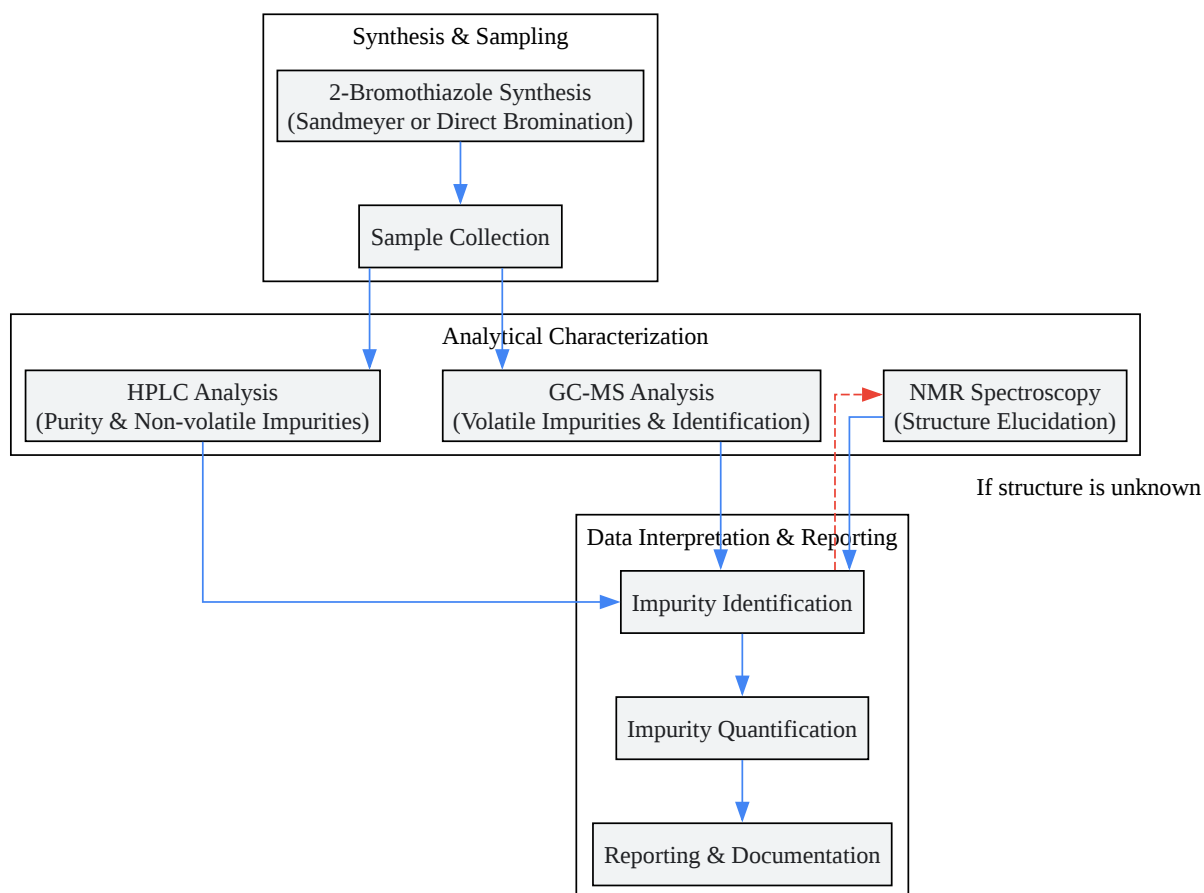 Synthesis & Sampling
2-Bromothiazole Synthesis
(Sandmeyer or Direct Bromination)
Sample Collection
Analytical Characterization
HPLC Analysis
(Purity & Non-volatile Impurities)
GC-MS Analysis
(Volatile Impurities & Identification)
NMR Spectroscopy
(Structure Elucidation)
If structure is unknown
Data Interpretation & Reporting
Impurity Identification
Impurity Quantification
Reporting & Documentation